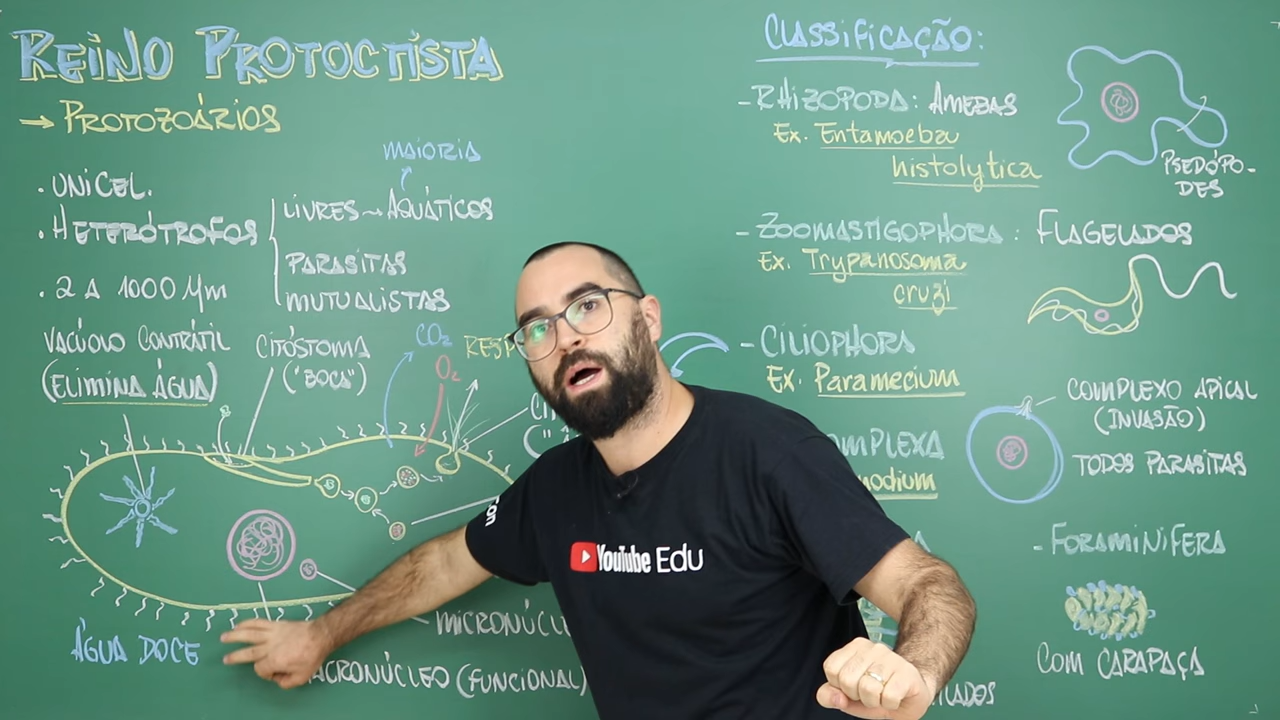 REINO PROTOCTISTA
→ PROTOZOÁRIOS
. UNICEL.
. HETERÓTROFOS
MAIORIA
LIVRES → AQUÁTICOS
PARASITAS
MUTUALISTAS
. 2 A 1000 µm
VACÚOLO CONTRÁTIL
(ELIMINA ÁGUA)
CITÓSTOMA
("BOCA")
CO₂
O₂
ÁGUA DOCE
(FUNCIONAL)
YouTube Edu
CLASSIFICAÇÃO:
- RHIZOPODA: AMEBAS
Ex. Entamoeba
histolytica
PSEDÓPO-
DES
- ZOOMASTIGOPHORA: FLAGELADOS
Ex. Trypanosoma
cruzi
- CILIOPHORA
Ex. Paramecium
COMPLEXO APICAL
(INVASÃO)
TODOS PARASITAS
- FORAMINÍFERA
COM CARAPAÇA